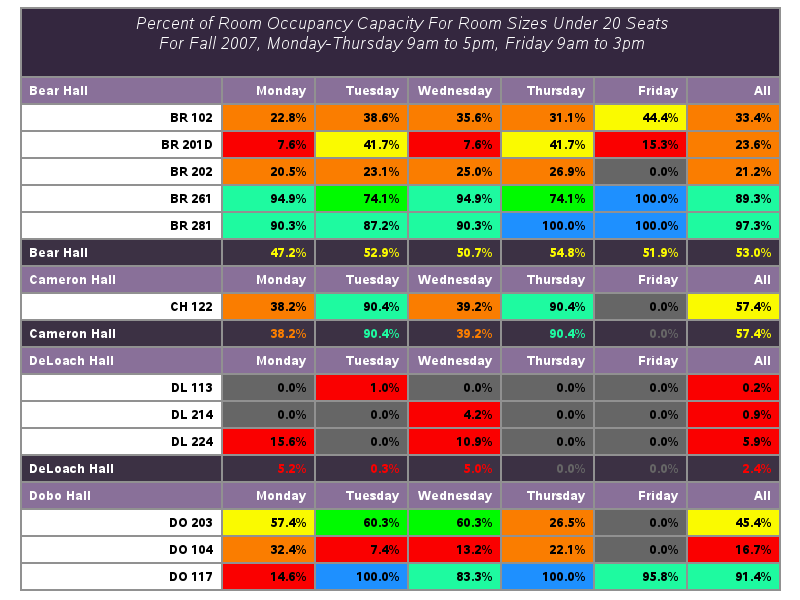 Percent of Room Occupancy Capacity For Room Sizes Under 20 Seats
For Fall 2007, Monday-Thursday 9am to 5pm, Friday 9am to 3pm
Bear Hall Monday Tuesday Wednesday Thursday Friday All
BR 102 22.8% 38.6% 35.6% 31.1% 44.4% 33.4%
BR 201D 7.6% 41.7% 7.6% 41.7% 15.3% 23.6%
BR 202 20.5% 23.1% 25.0% 26.9% 0.0% 21.2%
BR 261 94.9% 74.1% 94.9% 74.1% 100.0% 89.3%
BR 281 90.3% 87.2% 90.3% 100.0% 100.0% 97.3%
Bear Hall 47.2% 52.9% 50.7% 54.8% 51.9% 53.0%
Cameron Hall Monday Tuesday Wednesday Thursday Friday All
CH 122 38.2% 90.4% 39.2% 90.4% 0.0% 57.4%
Cameron Hall 38.2% 90.4% 39.2% 90.4% 0.0% 57.4%
DeLoach Hall Monday Tuesday Wednesday Thursday Friday All
DL 113 0.0% 1.0% 0.0% 0.0% 0.0% 0.2%
DL 214 0.0% 0.0% 4.2% 0.0% 0.0% 0.9%
DL 224 15.6% 0.0% 10.9% 0.0% 0.0% 5.9%
DeLoach Hall 5.2% 0.3% 5.0% 0.0% 0.0% 2.4%
Dobo Hall Monday Tuesday Wednesday Thursday Friday All
DO 203 57.4% 60.3% 60.3% 26.5% 0.0% 45.4%
DO 104 32.4% 7.4% 13.2% 22.1% 0.0% 16.7%
DO 117 14.6% 100.0% 83.3% 100.0% 95.8% 91.4%